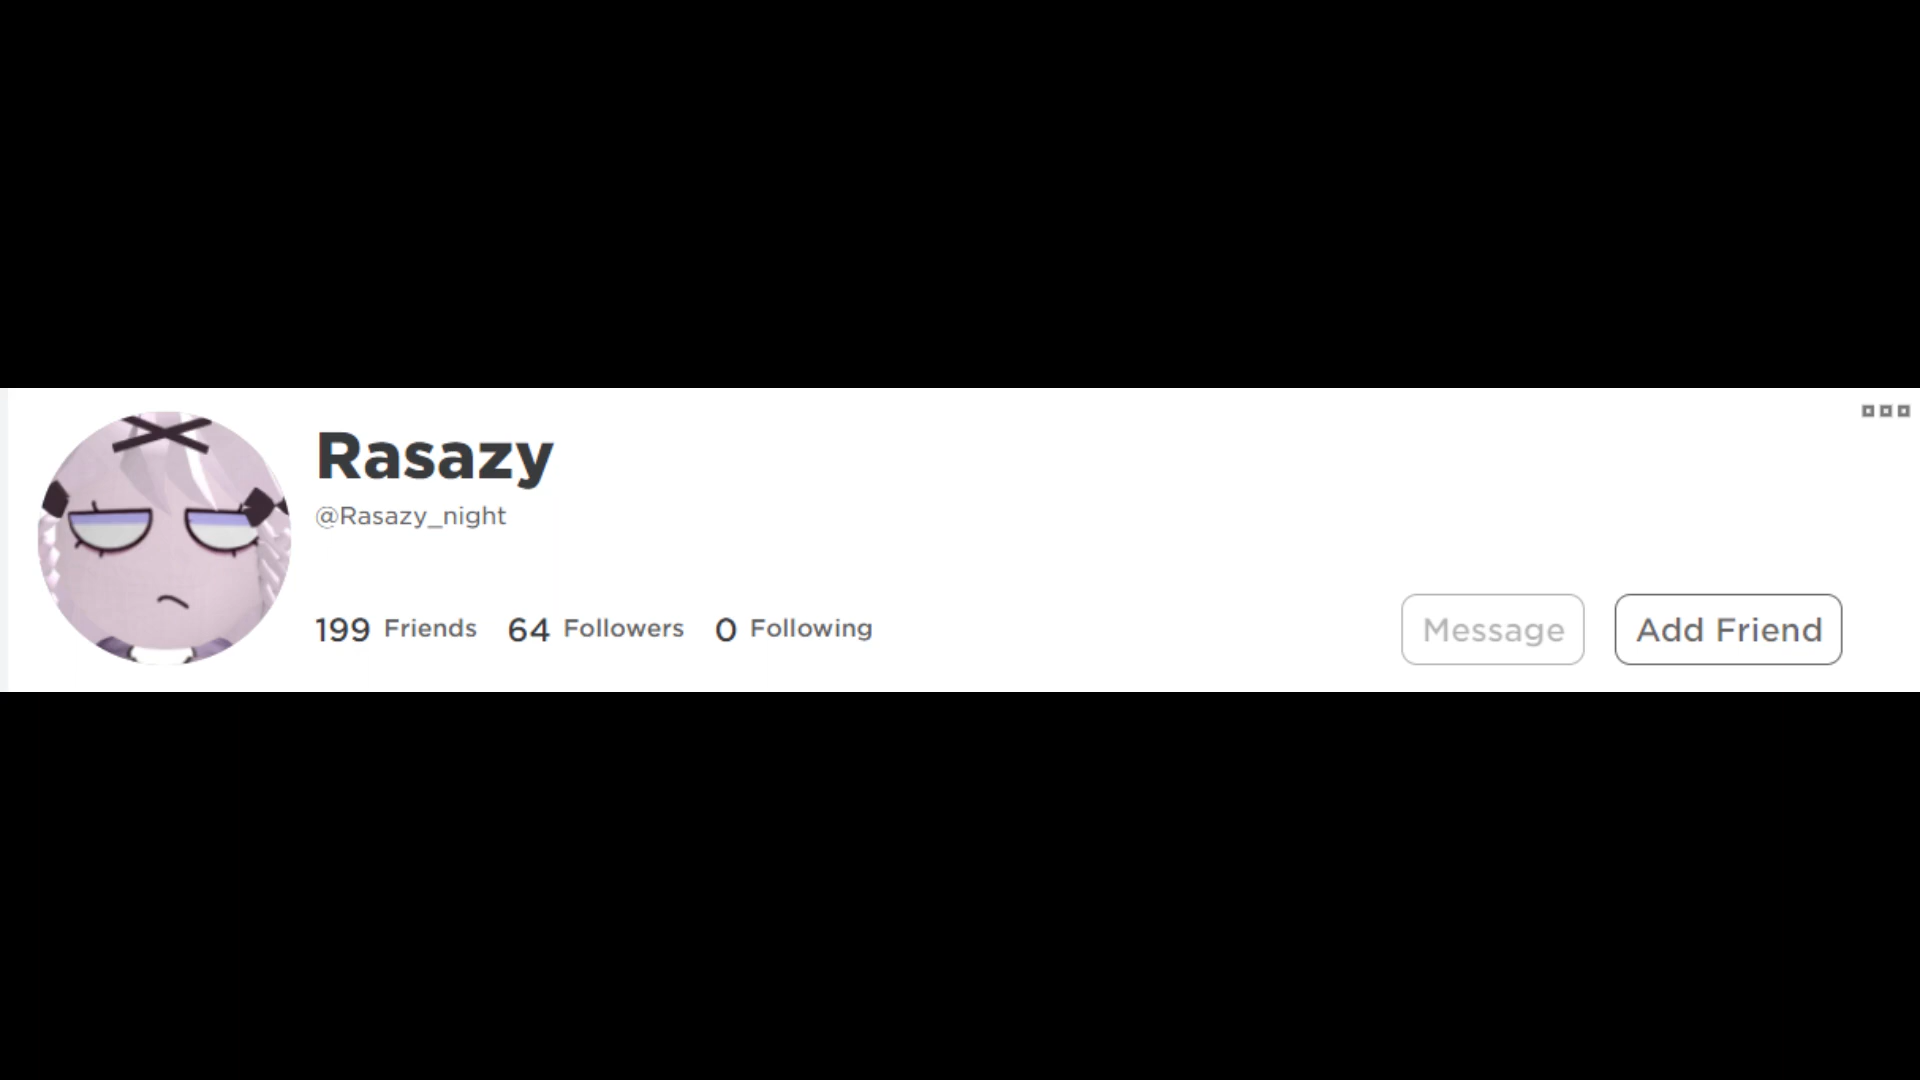 Rasazy
@Rasazy_night
199 Friends 64 Followers 0 Following
Message Add Friend